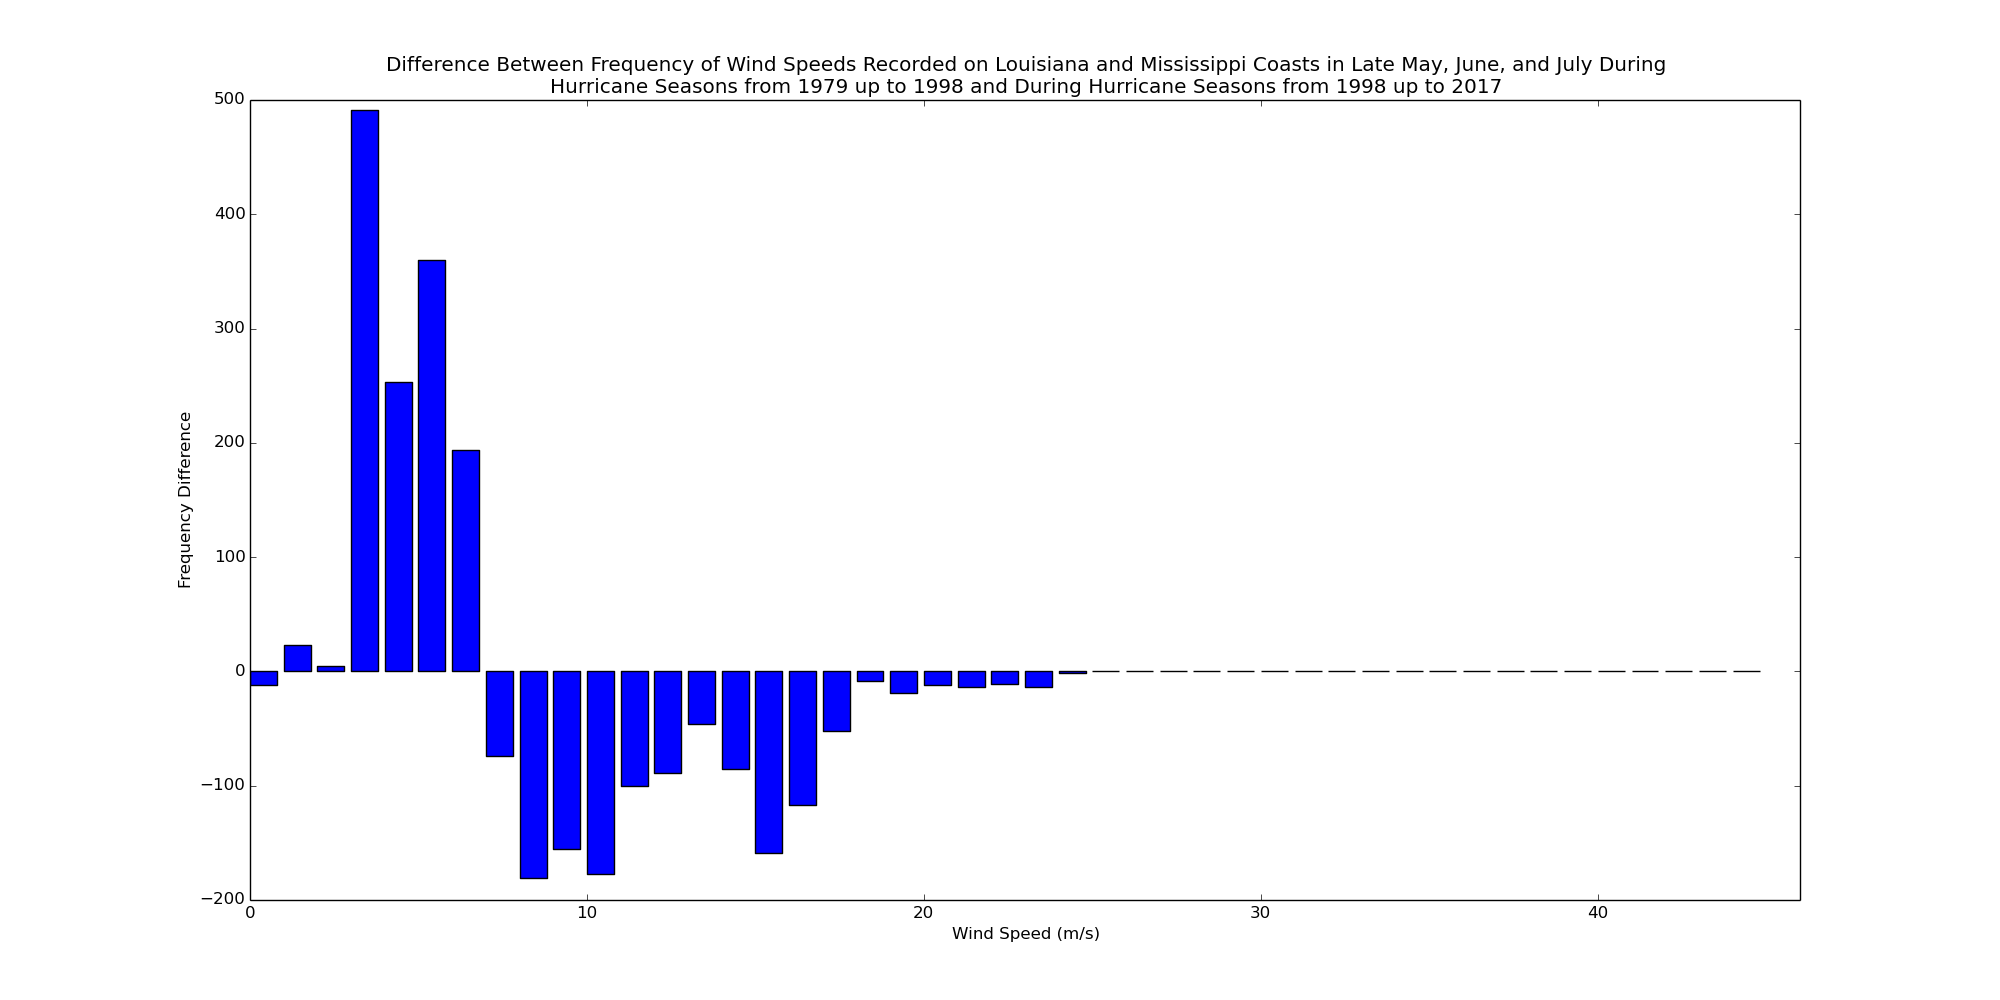 Difference Between Frequency of Wind Speeds Recorded on Louisiana and Mississippi Coasts in Late May, June, and July During
Hurricane Seasons from 1979 up to 1998 and During Hurricane Seasons from 1998 up to 2017
500
400
300
200
100
0
−100
−200
Frequency Difference
0 10 20 30 40
Wind Speed (m/s)